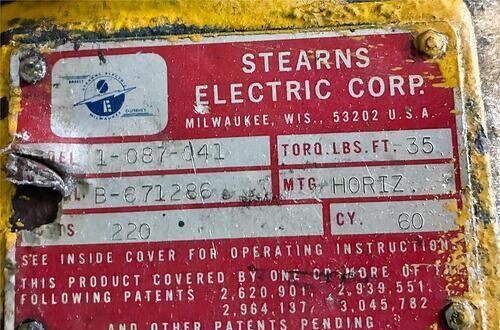 STEARNS
ELECTRIC CORP.
MILWAUKEE, WIS., 53202 U.S.A.
1-087-041 TORQ.LBS.FT. 35
B-671286 MTG HORIZ.
220 CY. 60
SEE INSIDE COVER FOR OPERATING INSTRUCTION
THIS PRODUCT COVERED BY ONE OR MORE OF
FOLLOWING PATENTS 2,620,90 2,939,551
2,964,137 3,045,782
AND OTHER PATENTS PENDING